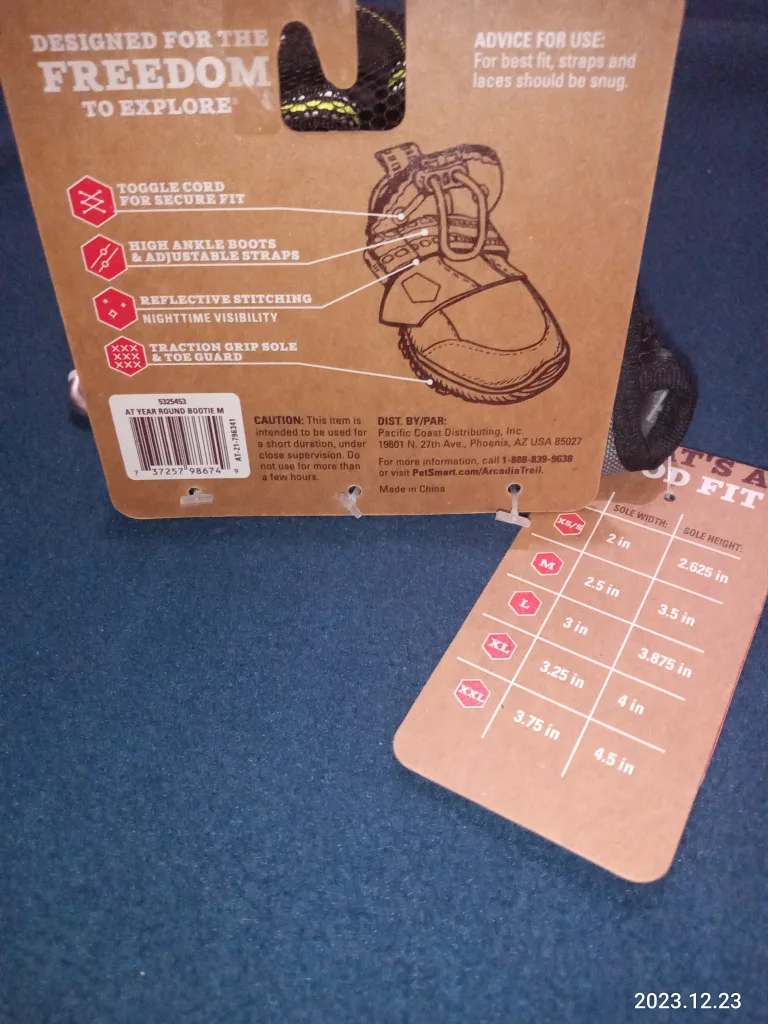 DESIGNED FOR THE
FREEDOM
TO EXPLORE®
ADVICE FOR USE:
For best fit, straps and
laces should be snug.
TOGGLE CORD
FOR SECURE FIT
HIGH ANKLE BOOTS
& ADJUSTABLE STRAPS
REFLECTIVE STITCHING
NIGHTTIME VISIBILITY
TRACTION GRIP SOLE
& TOE GUARD
5325453
AT YEAR ROUND BOOTIE M
AT-21-796341
7 37257 98674 9
CAUTION: This item is
intended to be used for
a short duration, under
close supervision. Do
not use for more than
a few hours.
DIST. BY/PAR:
Pacific Coast Distributing, Inc.
19601 N. 27th Ave., Phoenix, AZ USA 85027
For more information, call 1-888-839-9638
or visit PetSmart.com/ArcadiaTrail.
Made in China
T'S A
OD FIT
SOLE WIDTH: SOLE HEIGHT:
XS/S 2 in 2.625 in
M 2.5 in 3.5 in
L 3 in 3.875 in
XL 3.25 in 4 in
XXL 3.75 in 4.5 in
2023.12.23